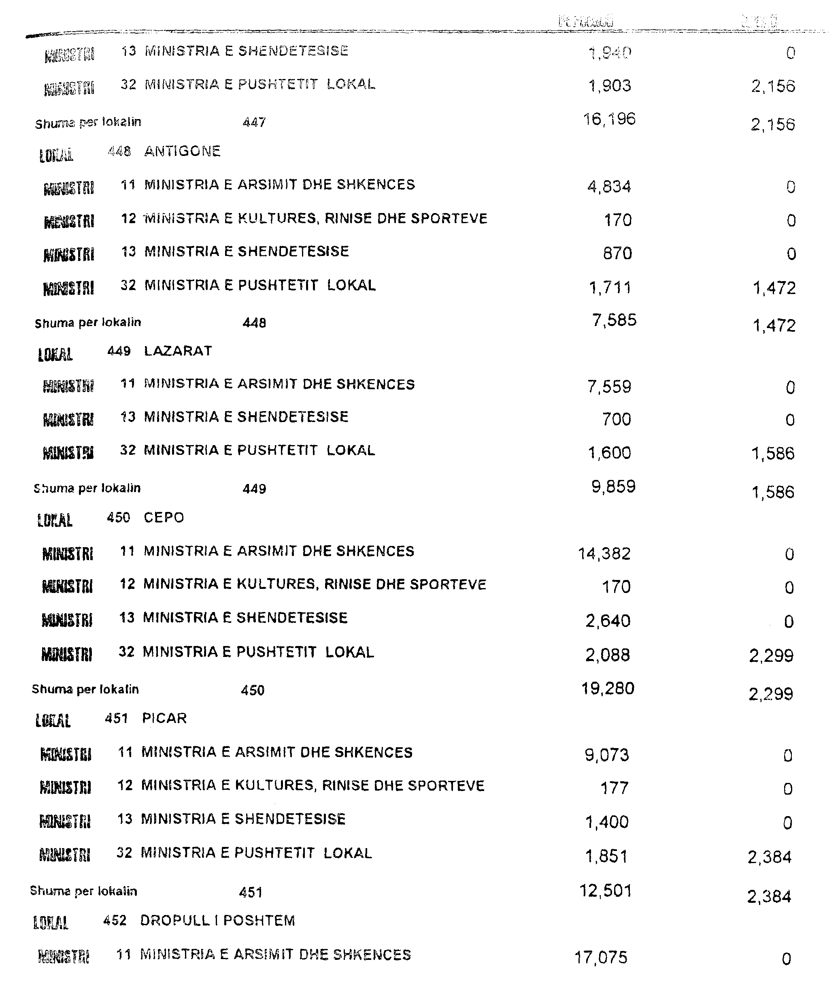 MINISTRI 13 MINISTRIA E SHENDETESISE 1,940 0
MINISTRI 32 MINISTRIA E PUSHTETIT LOKAL 1,903 2,156
Shuma per lokalin 447 16,196 2,156
LOKAL 448 ANTIGONE
MINISTRI 11 MINISTRIA E ARSIMIT DHE SHKENCES 4,834 0
MINISTRI 12 MINISTRIA E KULTURES, RINISE DHE SPORTEVE 170 0
MINISTRI 13 MINISTRIA E SHENDETESISE 870 0
MINISTRI 32 MINISTRIA E PUSHTETIT LOKAL 1,711 1,472
Shuma per lokalin 448 7,585 1,472
LOKAL 449 LAZARAT
MINISTRI 11 MINISTRIA E ARSIMIT DHE SHKENCES 7,559 0
MINISTRI 13 MINISTRIA E SHENDETESISE 700 0
MINISTRI 32 MINISTRIA E PUSHTETIT LOKAL 1,600 1,586
Shuma per lokalin 449 9,859 1,586
LOKAL 450 CEPO
MINISTRI 11 MINISTRIA E ARSIMIT DHE SHKENCES 14,382 0
MINISTRI 12 MINISTRIA E KULTURES, RINISE DHE SPORTEVE 170 0
MINISTRI 13 MINISTRIA E SHENDETESISE 2,640 0
MINISTRI 32 MINISTRIA E PUSHTETIT LOKAL 2,088 2,299
Shuma per lokalin 450 19,280 2,299
LOKAL 451 PICAR
MINISTRI 11 MINISTRIA E ARSIMIT DHE SHKENCES 9,073 0
MINISTRI 12 MINISTRIA E KULTURES, RINISE DHE SPORTEVE 177 0
MINISTRI 13 MINISTRIA E SHENDETESISE 1,400 0
MINISTRI 32 MINISTRIA E PUSHTETIT LOKAL 1,851 2,384
Shuma per lokalin 451 12,501 2,384
LOKAL 452 DROPULL I POSHTEM
MINISTRI 11 MINISTRIA E ARSIMIT DHE SHKENCES 17,075 0